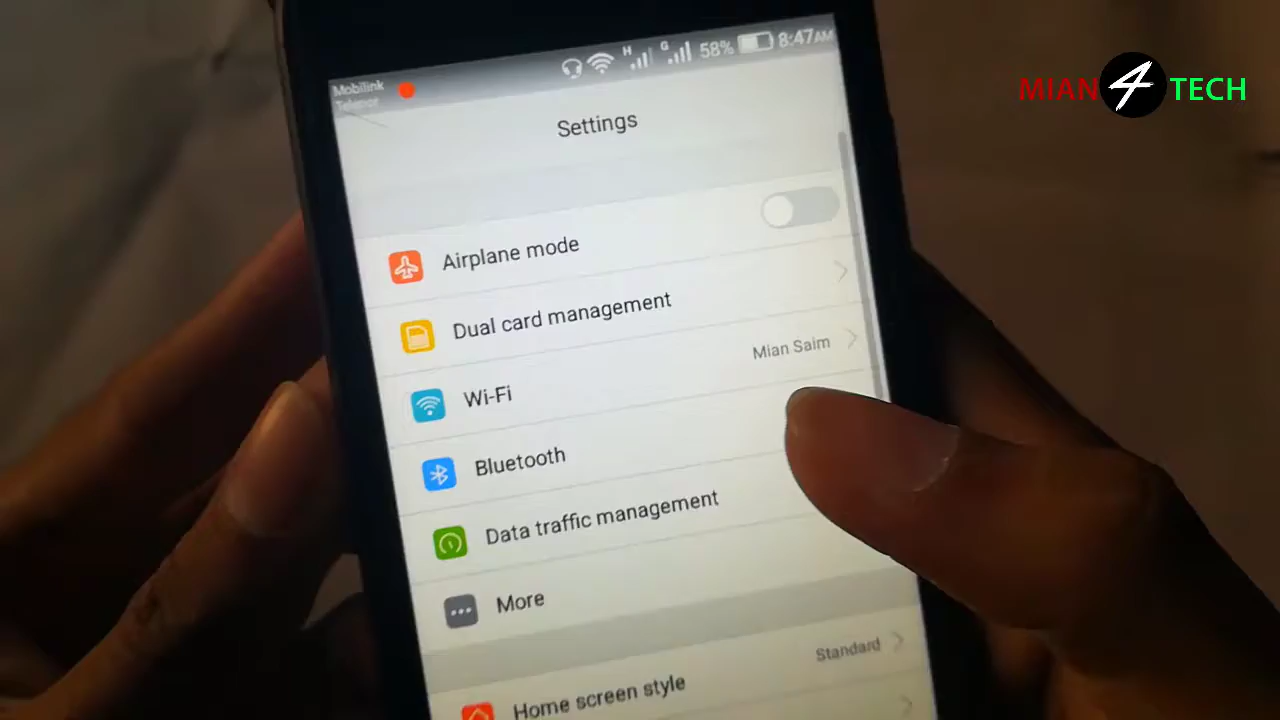 Mobilink
Telenor
H G 58% 8:47AM
MIAN 4 TECH
Settings
Airplane mode
Dual card management
Wi-Fi Mian Saim
Bluetooth
Data traffic management
More
Home screen style Standard